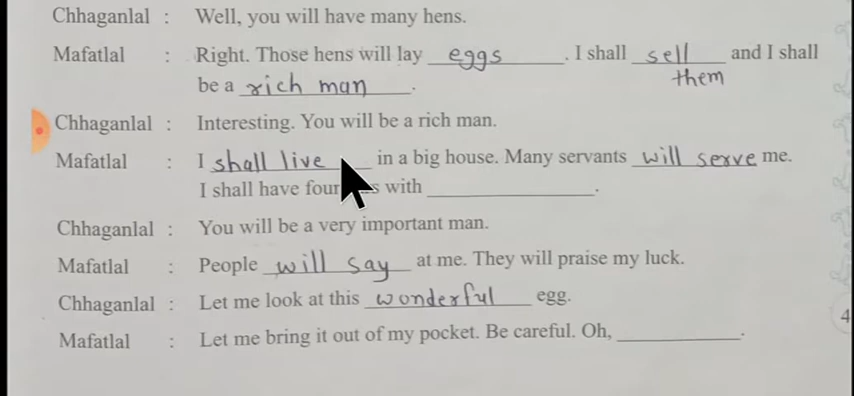 Chhaganlal : Well, you will have many hens.
Mafatlal : Right. Those hens will lay eggs. I shall sell and I shall
them
be a rich man.
Chhaganlal : Interesting. You will be a rich man.
Mafatlal : I shall live in a big house. Many servants will serve me.
I shall have four with ____________.
Chhaganlal : You will be a very important man.
Mafatlal : People will say at me. They will praise my luck.
Chhaganlal : Let me look at this wonderful egg.
Mafatlal : Let me bring it out of my pocket. Be careful. Oh, ____________.
4